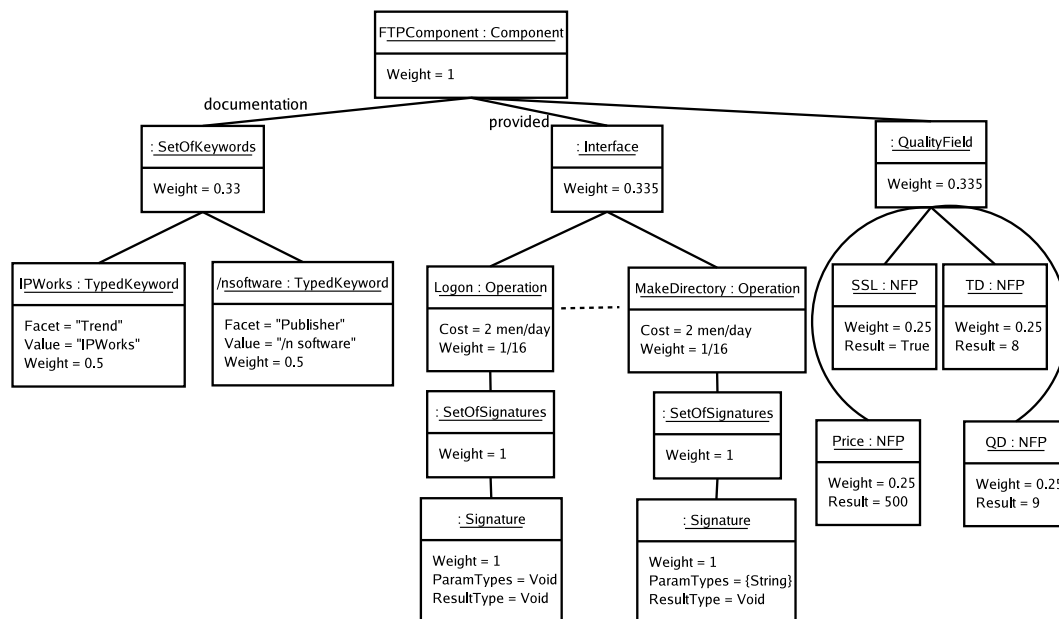 FTPComponent : Component
Weight = 1
documentation
provided
: SetOfKeywords
Weight = 0.33
: Interface
Weight = 0.335
: QualityField
Weight = 0.335
IPWorks : TypedKeyword
Facet = "Trend"
Value = "IPWorks"
Weight = 0.5
/nsoftware : TypedKeyword
Facet = "Publisher"
Value = "/n software"
Weight = 0.5
Logon : Operation
Cost = 2 men/day
Weight = 1/16
MakeDirectory : Operation
Cost = 2 men/day
Weight = 1/16
SSL : NFP
Weight = 0.25
Result = True
TD : NFP
Weight = 0.25
Result = 8
: SetOfSignatures
Weight = 1
: SetOfSignatures
Weight = 1
Price : NFP
Weight = 0.25
Result = 500
QD : NFP
Weight = 0.25
Result = 9
: Signature
Weight = 1
ParamTypes = Void
ResultType = Void
: Signature
Weight = 1
ParamTypes = {String}
ResultType = Void